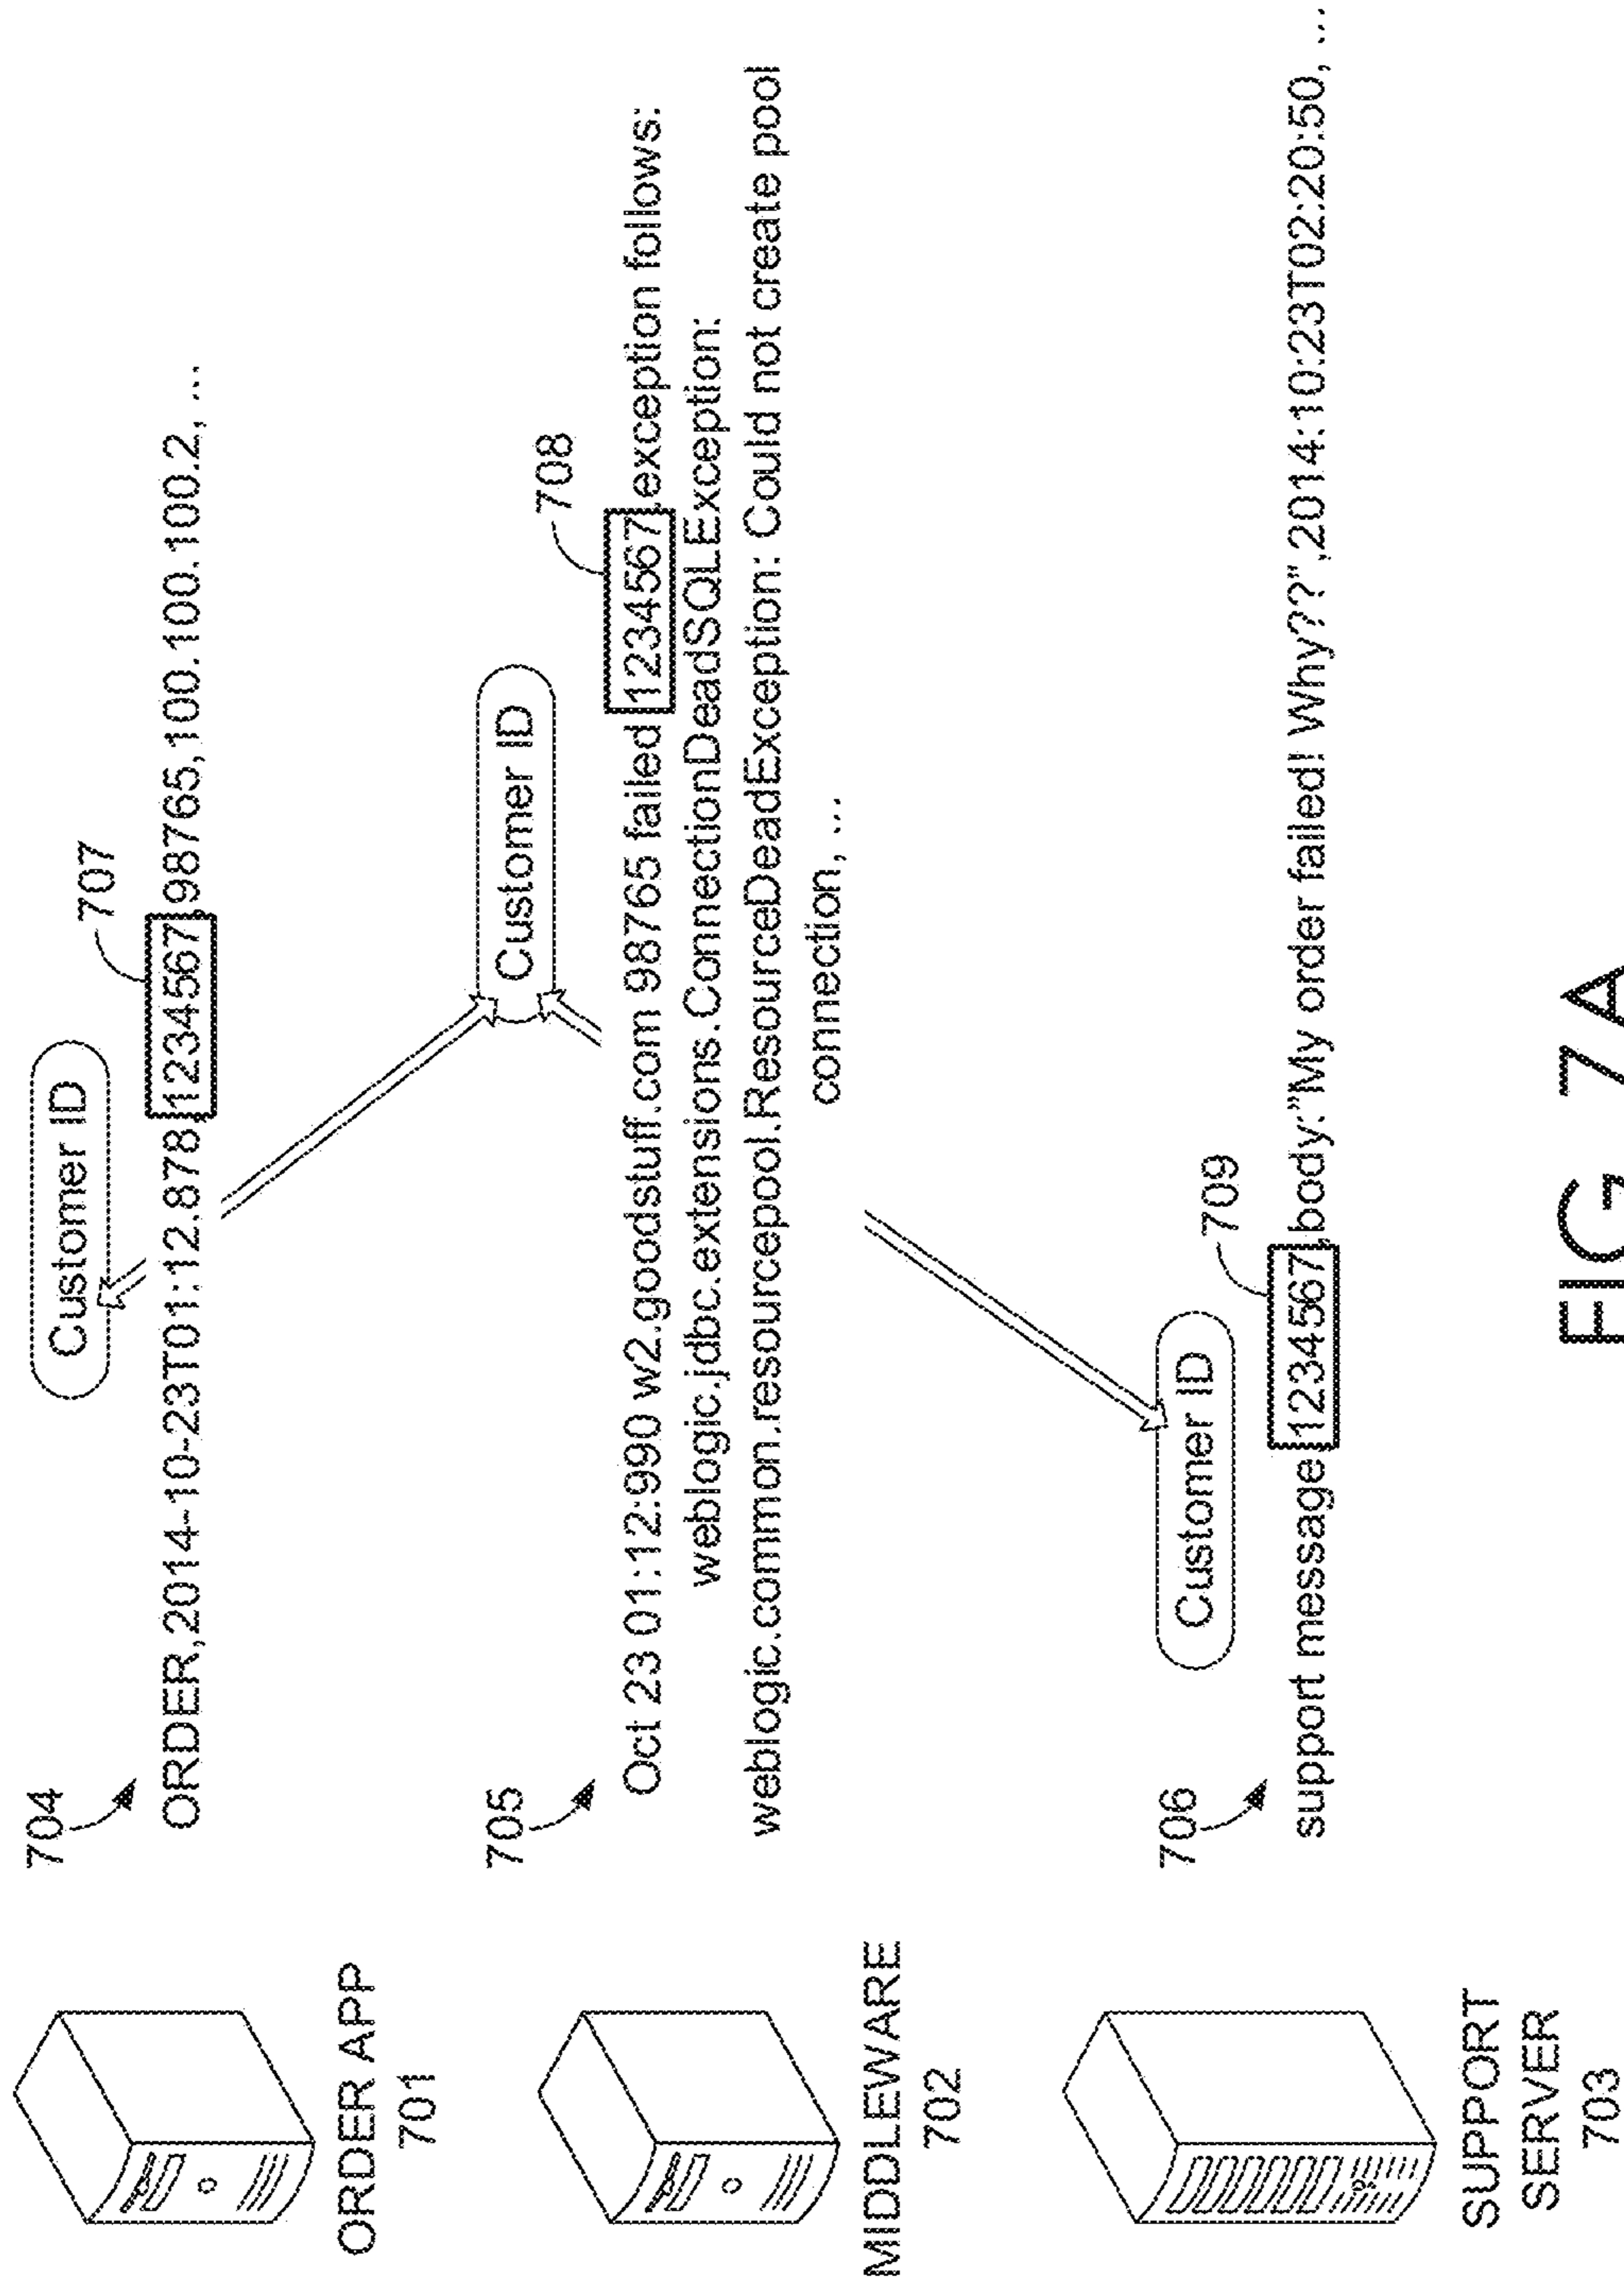 704
Customer ID
707
ORDER,2014-10-23T01:12.878,1234567,98765,100.100.100.2, ...
ORDER APP
701
705
Customer ID
708
Oct 23 01:12:990 w2.goodstuff.com 98765 failed 1234567,exception follows:
weblogic.jdbc.extensions.ConnectionDeadSQLException:
weblogic.common.resourcepool.ResourceDeadException: Could not create pool
connection, ...
MIDDLEWARE
702
706
Customer ID
709
support message 1234567,body:"My order failed! Why??",2014:10:23T02:20:50, ...
SUPPORT
SERVER
703
FIG 7A